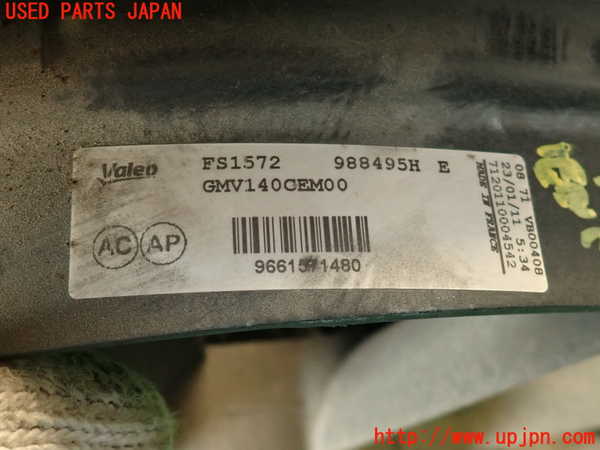 USED PARTS JAPAN
Valeo FS1572 988495H E
GMV140CEM00
AC AP
9661571480
MADE IN FRANCE
08 71 VB00408
23/01/11 5:34
71201100004542
http://www.upjpn.com/